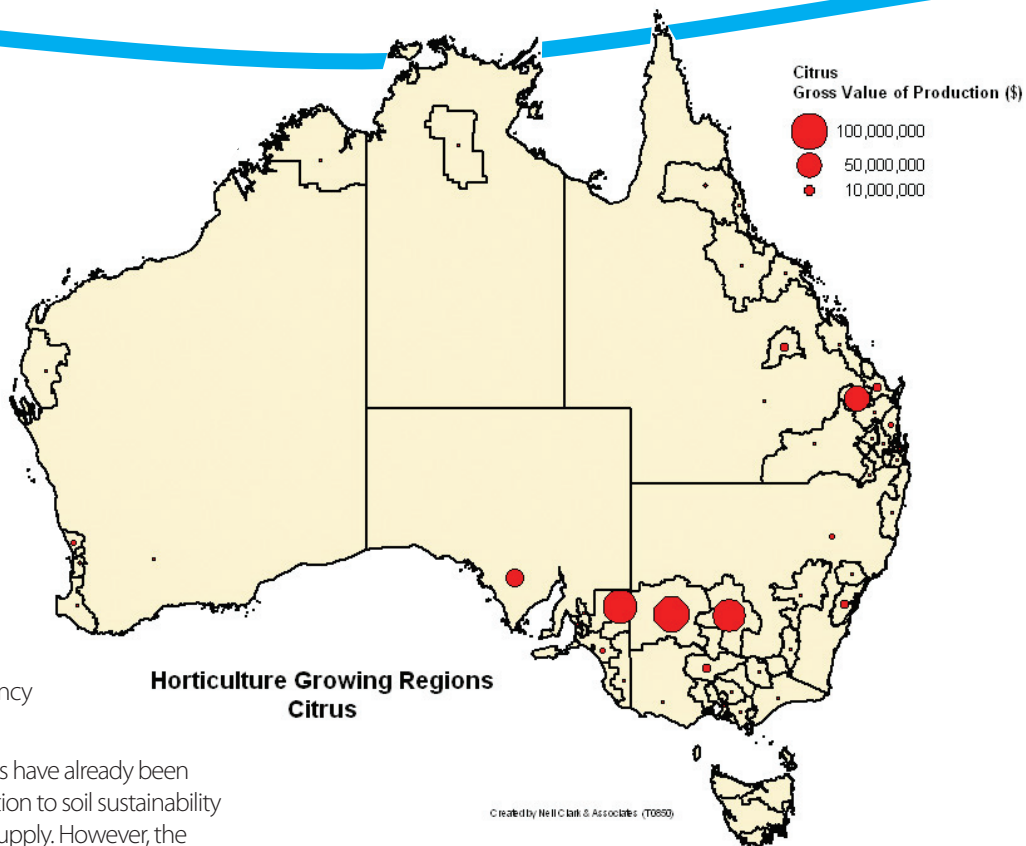 Citrus
Gross Value of Production ($)
100,000,000
50,000,000
10,000,000
Horticulture Growing Regions
Citrus
Created by Neil Clark & Associates (T0850)
ncy
s have already been
tion to soil sustainability
upply. However, the